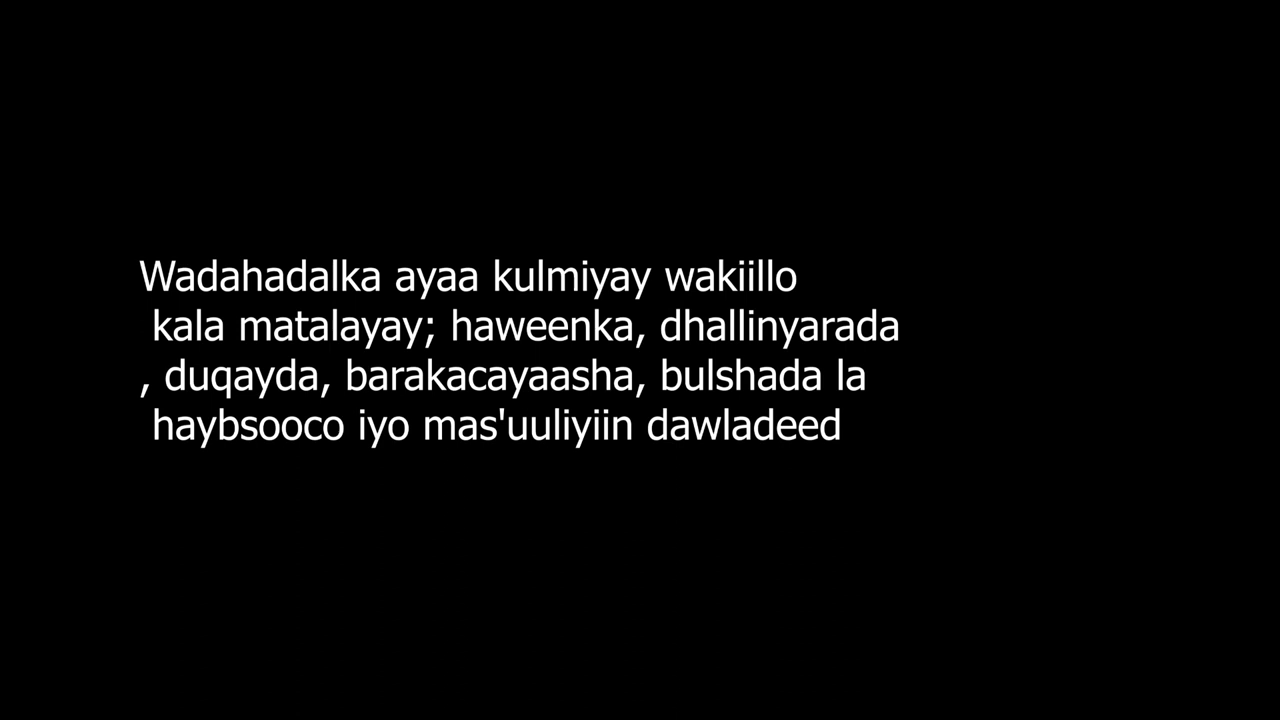 Wadahadalka ayaa kulmiyay wakiillo
kala matalayay; haweenka, dhallinyarada
, duqayda, barakacayaasha, bulshada la
haybsooco iyo mas'uuliyiin dawladeed